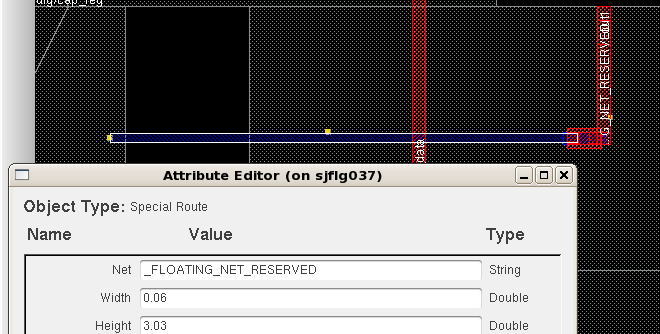 dig/cap_reg
_G_NET_RESERVED
data
Attribute Editor (on sjflg037)
Object Type: Special Route
Name Value Type
Net _FLOATING_NET_RESERVED String
Width 0.06 Double
Height 3.03 Double